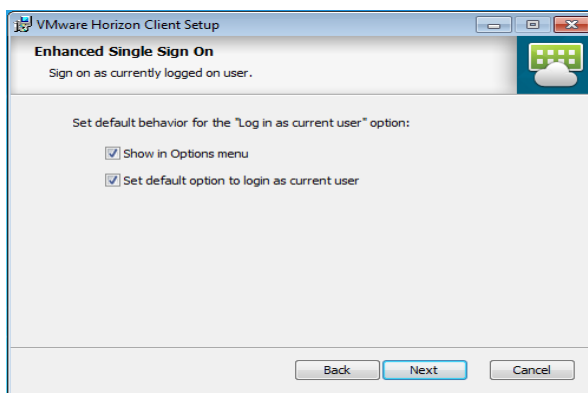 VMware Horizon Client Setup
Enhanced Single Sign On
Sign on as currently logged on user.
Set default behavior for the "Log in as current user" option:
Show in Options menu
Set default option to login as current user
Back Next Cancel